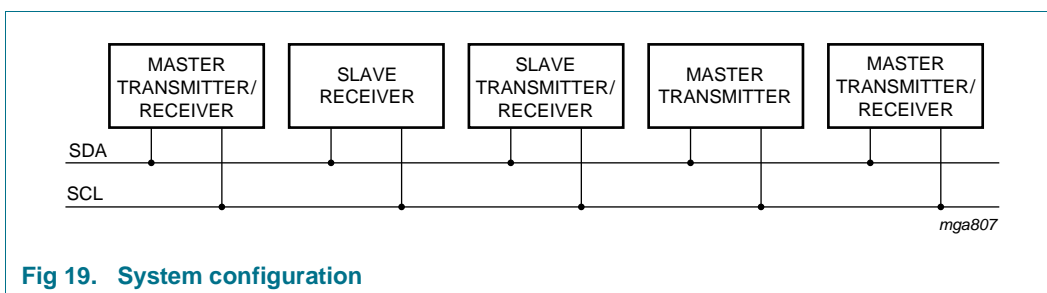 MASTER
TRANSMITTER/
RECEIVER
SLAVE
RECEIVER
SLAVE
TRANSMITTER/
RECEIVER
MASTER
TRANSMITTER
MASTER
TRANSMITTER/
RECEIVER
SDA
SCL
mga807
Fig 19. System configuration